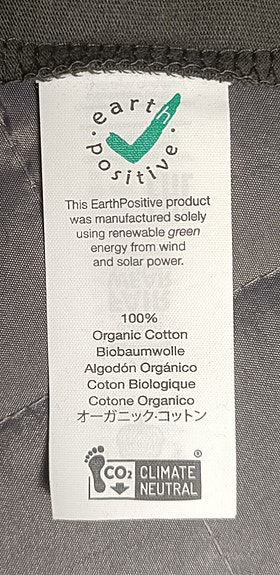 earth
positive
This EarthPositive product
was manufactured solely
using renewable green
energy from wind
and solar power.
100%
Organic Cotton
Biobaumwolle
Algodón Orgánico
Coton Biologique
Cotone Organico
オーガニック·コットン
CO₂ CLIMATE
NEUTRAL
®